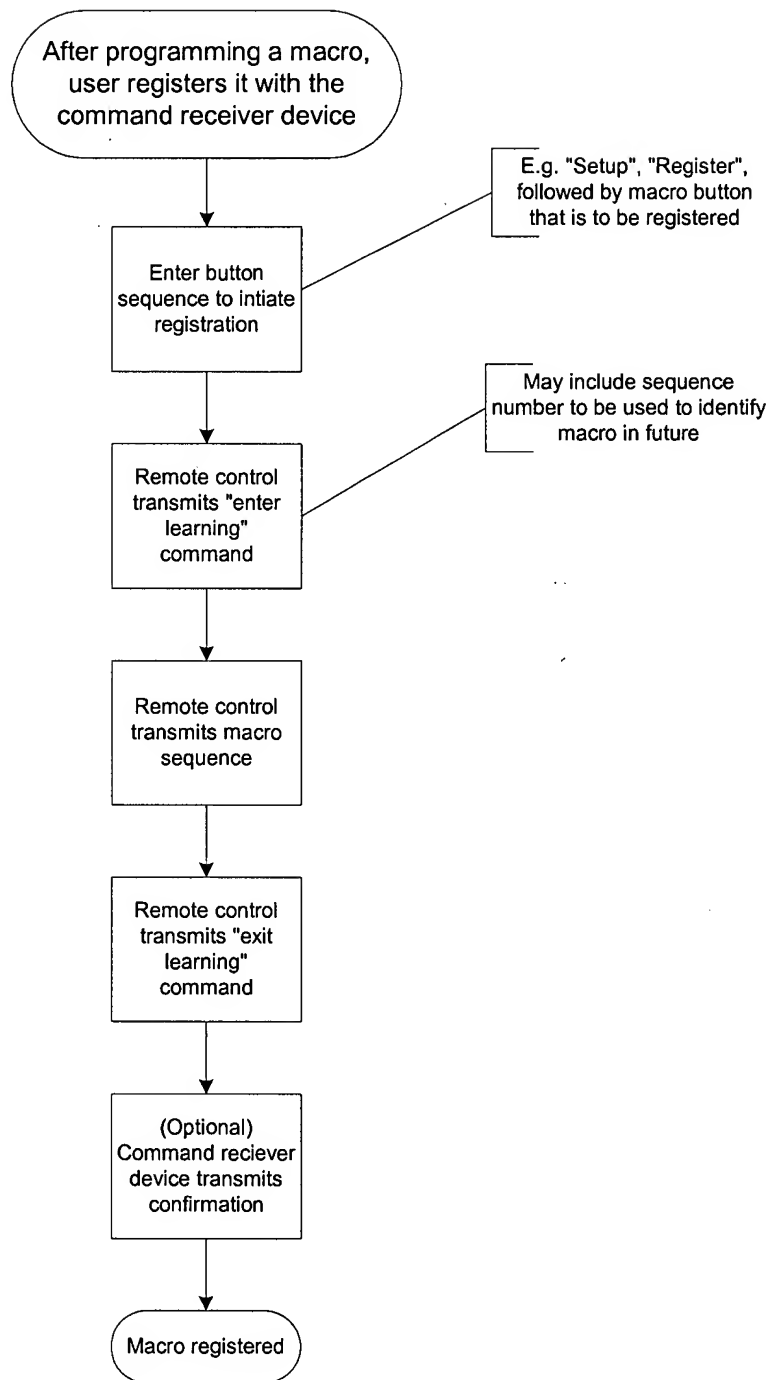 After programming a macro,
user registers it with the
command receiver device
E.g. "Setup", "Register",
followed by macro button
that is to be registered
Enter button
sequence to intiate
registration
May include sequence
number to be used to identify
macro in future
Remote control
transmits "enter
learning"
command
Remote control
transmits macro
sequence
Remote control
transmits "exit
learning"
command
(Optional)
Command reciever
device transmits
confirmation
Macro registered